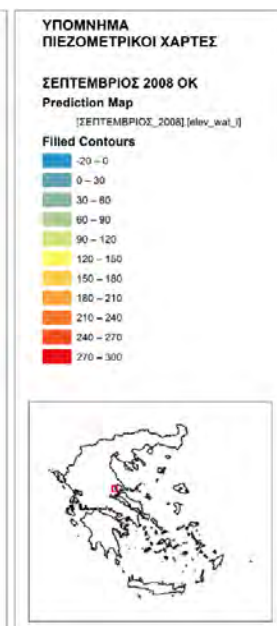 ΥΠΟΜΝΗΜΑ
ΠΙΕΖΟΜΕΤΡΙΚΟΙ ΧΑΡΤΕΣ
ΣΕΠΤΕΜΒΡΙΟΣ 2008 OK
Prediction Map
[ΣΕΠΤΕΜΒΡΙΟΣ_2008].[elev_wat_l]
Filled Contours
-20 – 0
0 – 30
30 – 60
60 – 90
90 – 120
120 – 150
150 – 180
180 – 210
210 – 240
240 – 270
270 – 300